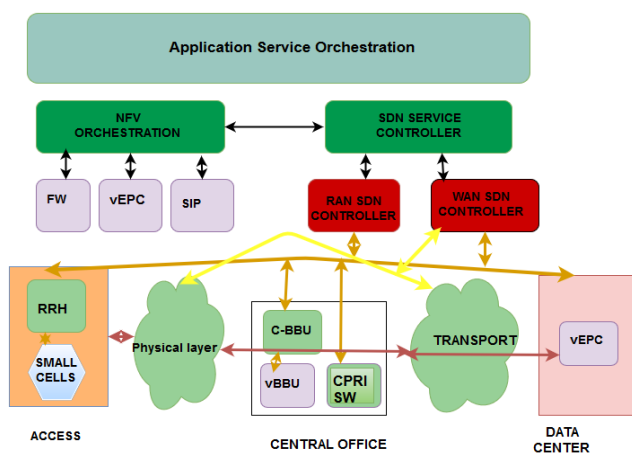 Application Service Orchestration
NFV
ORCHESTRATION
SDN SERVICE
CONTROLLER
FW
vEPC
SIP
RAN SDN
CONTROLLER
WAN SDN
CONTROLLER
RRH
SMALL
CELLS
Physical layer
C-BBU
vBBU
CPRI
SW
TRANSPORT
vEPC
ACCESS
CENTRAL OFFICE
DATA
CENTER